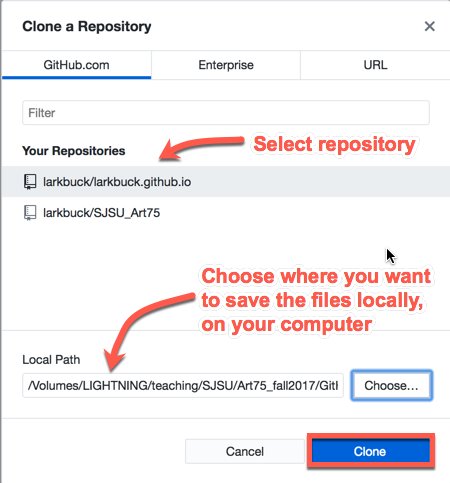 Clone a Repository
GitHub.com
Enterprise
URL
Filter
Your Repositories
Select repository
larkbuck/larkbuck.github.io
larkbuck/SJSU_Art75
Choose where you want
to save the files locally,
on your computer
Local Path
/Volumes/LIGHTNING/teaching/SJSU/Art75_fall2017/Git
Choose...
Cancel
Clone